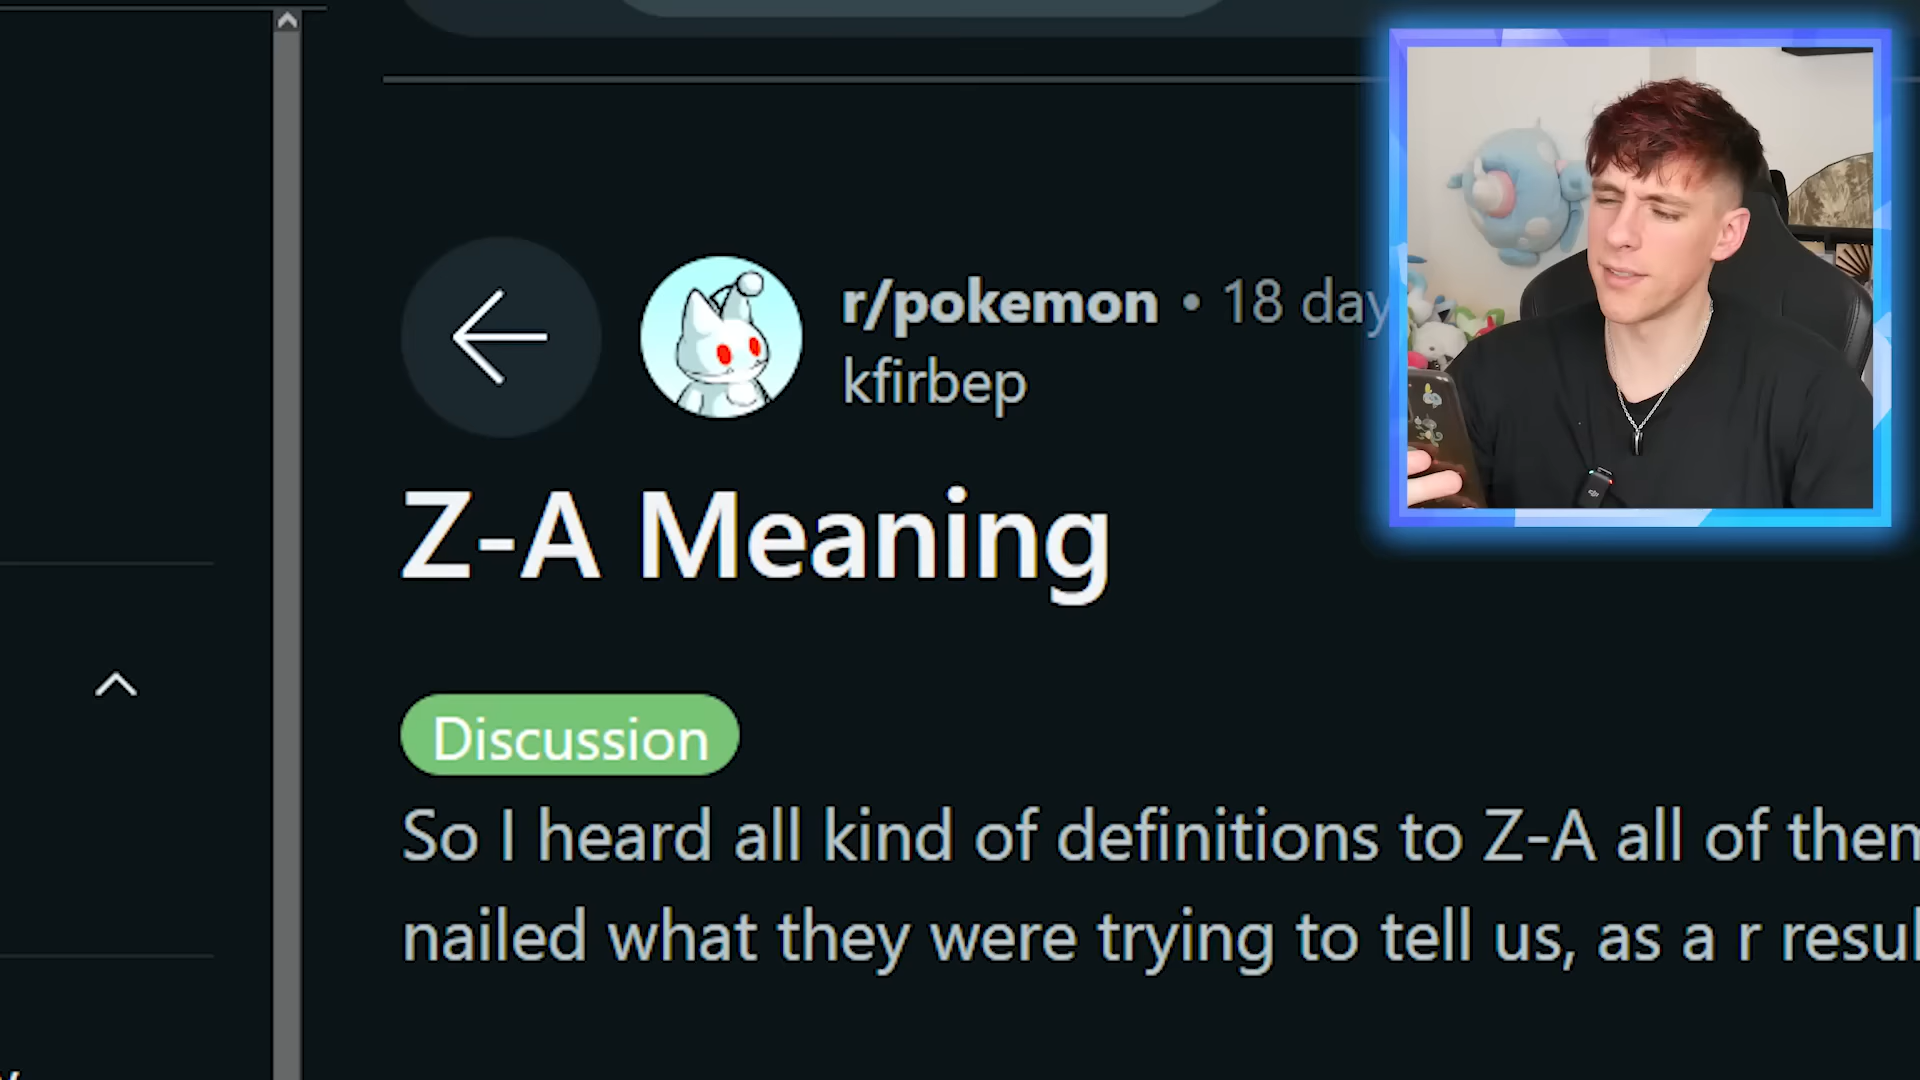 r/pokemon • 18 day
kfirbep
Z-A Meaning
Discussion
So I heard all kind of definitions to Z-A all of them
nailed what they were trying to tell us, as a r resul